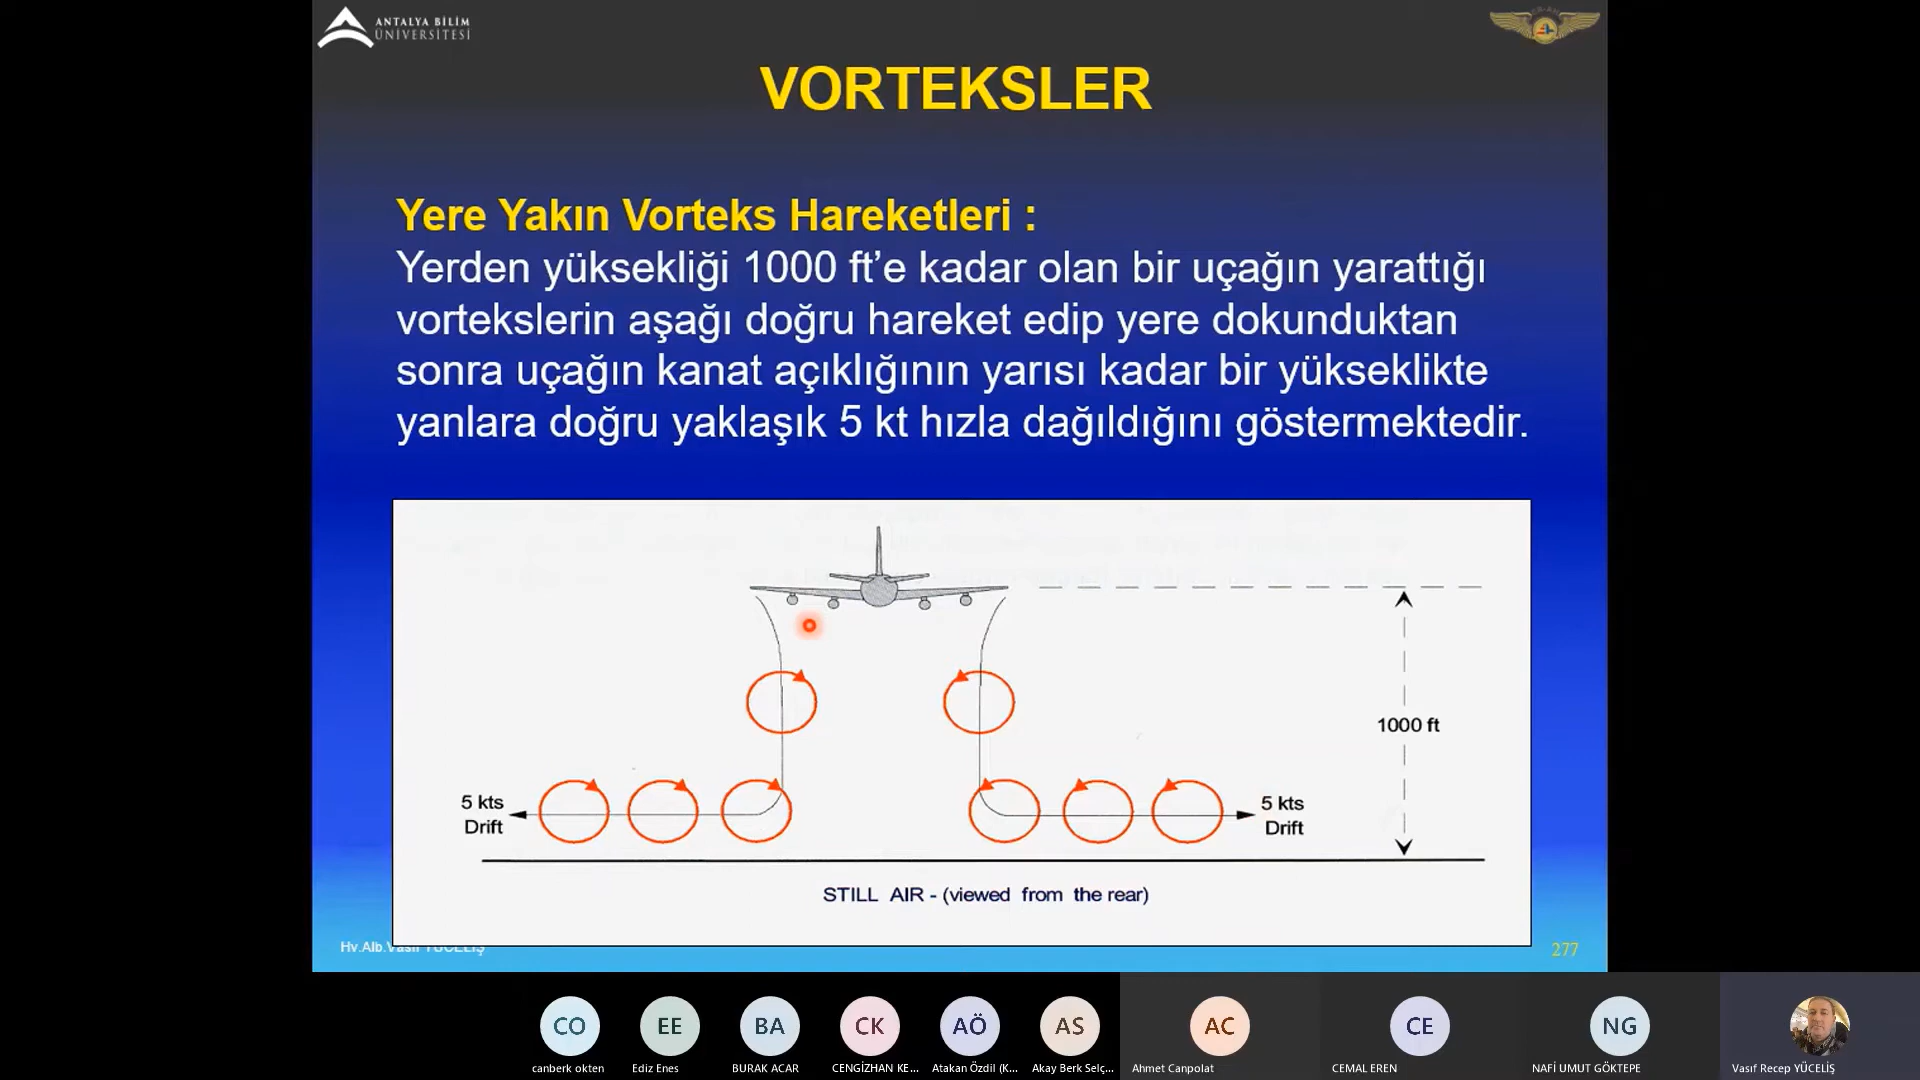 ANTALYA BİLİM
ÜNİVERSİTESİ
VORTEKSLER
Yere Yakın Vorteks Hareketleri :
Yerden yüksekliği 1000 ft’e kadar olan bir uçağın yarattığı
vortekslerin aşağı doğru hareket edip yere dokunduktan
sonra uçağın kanat açıklığının yarısı kadar bir yükseklikte
yanlara doğru yaklaşık 5 kt hızla dağıldığını göstermektedir.
1000 ft
5 kts
Drift
5 kts
Drift
STILL AIR - (viewed from the rear)
Hv.Alb.Vasıf YÜCELİŞ
277
CO
EE
BA
CK
AÖ
AS
AC
CE
NG
canberk okten
Ediz Enes
BURAK ACAR
CENGİZHAN KE...
Atakan Özdil (K...
Akay Berk Selç...
Ahmet Canpolat
CEMAL EREN
NAFİ UMUT GÖKTEPE
Vasıf Recep YÜCELİŞ